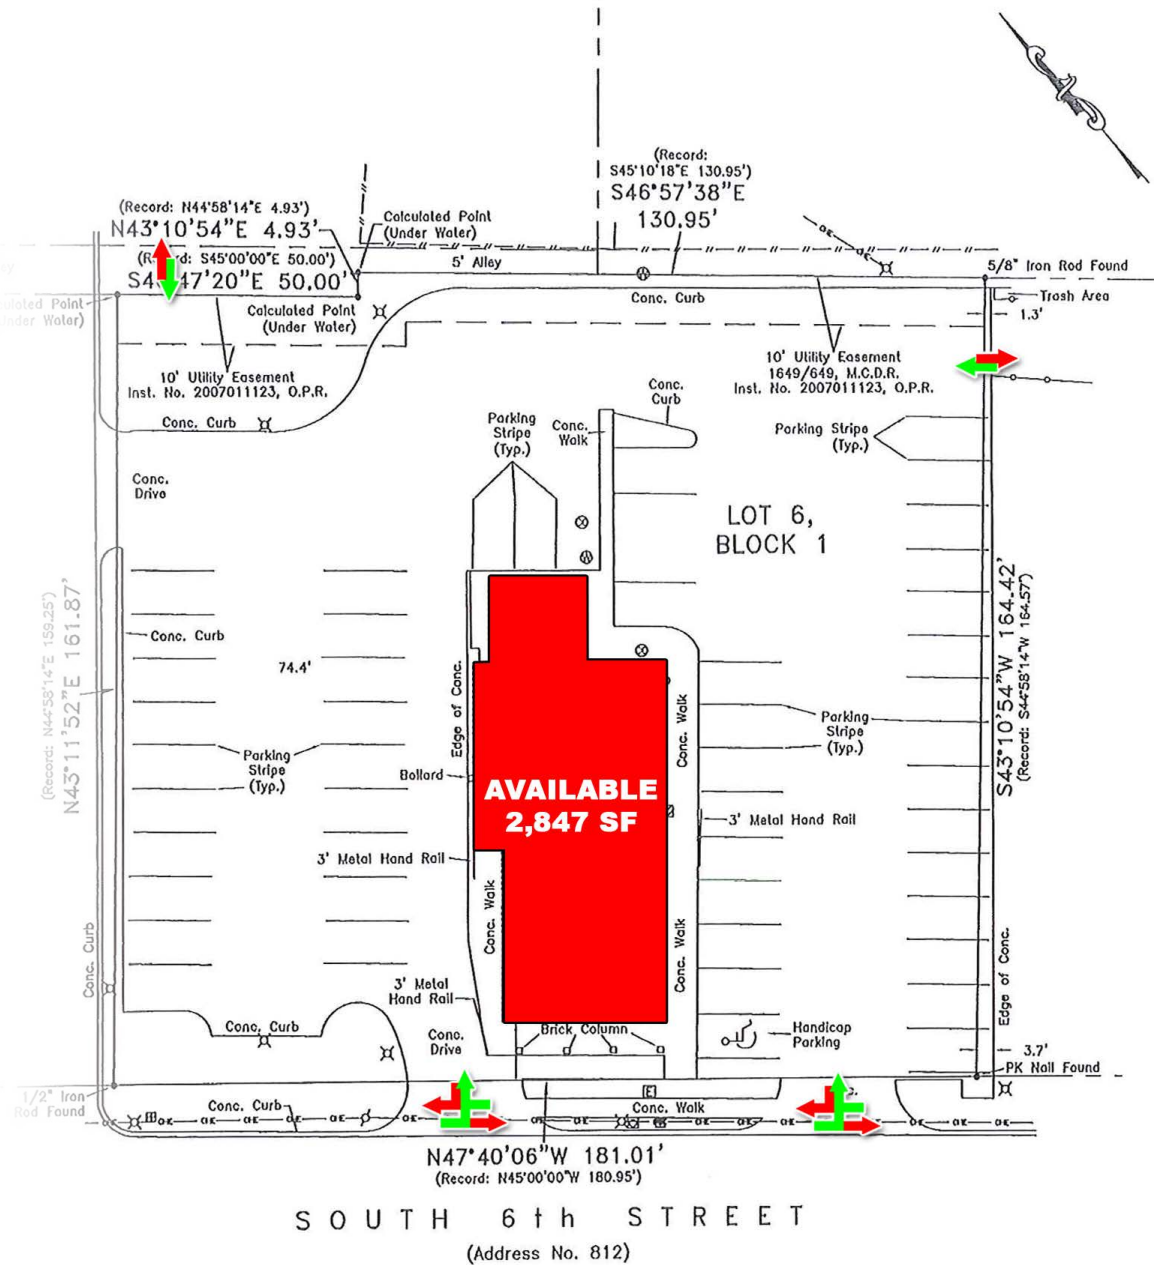 (Record:
S45°10'18"E 130.95')
S46°57'38"E
130.95'
(Record: N44°58'14"E 4.93')
N43°10'54"E 4.93'
Calculated Point
(Under Water)
S45°00'00"E 50.00')
47'20"E 50.00'
5' Alley
5/8" Iron Rod Found
Point
Under Water)
Calculated Point
(Under Water)
Conc. Curb
Trash Area
1.3'
10' Utility Easement
Inst. No. 2007011123, O.P.R.
10' Utility Easement
1649/649, M.C.D.R.
Inst. No. 2007011123, O.P.R.
Conc.
Curb
Conc. Curb
Parking
Stripe
(Typ.)
Conc.
Walk
Parking Stripe
(Typ.)
Conc.
Drive
LOT 6,
BLOCK 1
(Record: N44°58'14"E 159.25')
N43°11'52"E 161.87'
S43°10'54"W 164.42'
(Record: S44°58'14"W 164.57')
Conc. Curb
74.4'
Edge of Conc.
Conc. Walk
Parking
Stripe
(Typ.)
Parking
Stripe
(Typ.)
Bollard
AVAILABLE
2,847 SF
3' Metal Hand Rail
3' Metal Hand Rail
Conc. Walk
Conc. Walk
Conc. Curb
Edge of Conc.
3' Metal
Hand Rail
Conc. Curb
Conc.
Drive
Brick Column
Handicap
Parking
3.7'
PK Nail Found
1/2" Iron
Rod Found
Conc. Curb
E
Conc. Walk
N47°40'06"W 181.01'
(Record: N45°00'00"W 180.95')
SOUTH 6th STREET
(Address No. 812)